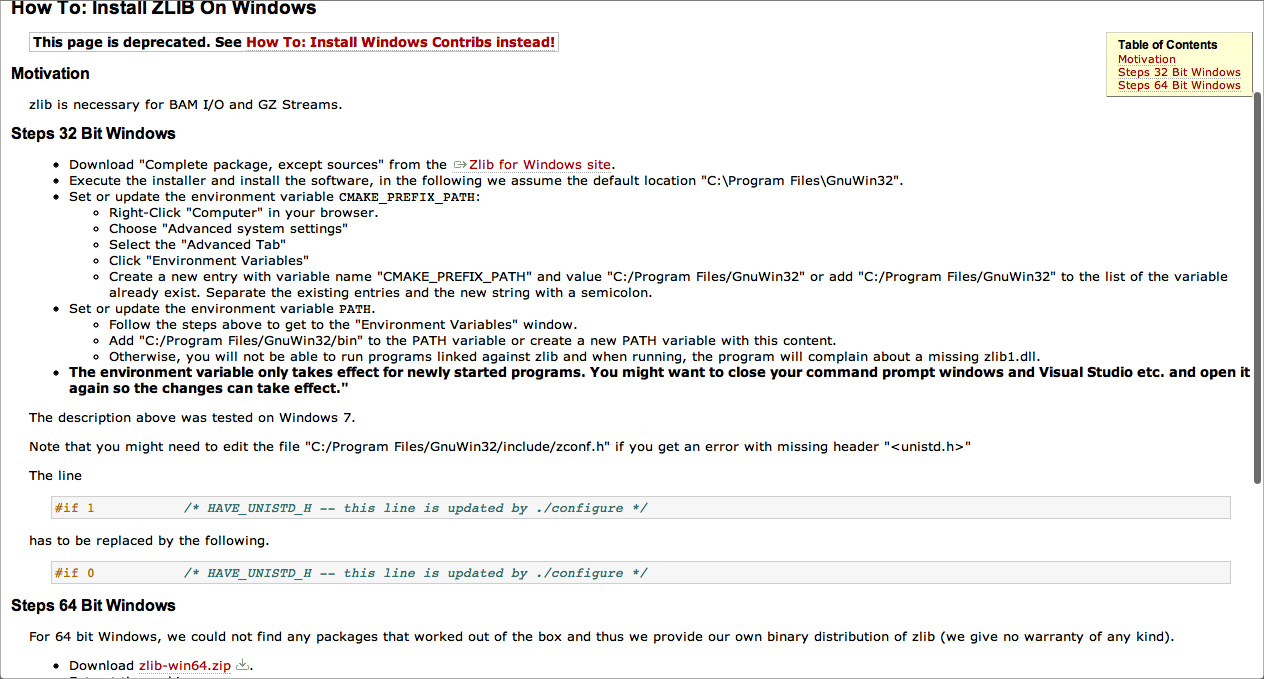 How To: Install ZLIB On Windows
This page is deprecated. See How To: Install Windows Contribs instead!
Table of Contents
Motivation
Steps 32 Bit Windows
Steps 64 Bit Windows
Motivation
zlib is necessary for BAM I/O and GZ Streams.
Steps 32 Bit Windows
Download "Complete package, except sources" from the Zlib for Windows site.
Execute the installer and install the software, in the following we assume the default location "C:\Program Files\GnuWin32".
Set or update the environment variable CMAKE_PREFIX_PATH:
Right-Click "Computer" in your browser.
Choose "Advanced system settings"
Select the "Advanced Tab"
Click "Environment Variables"
Create a new entry with variable name "CMAKE_PREFIX_PATH" and value "C:/Program Files/GnuWin32" or add "C:/Program Files/GnuWin32" to the list of the variable
already exist. Separate the existing entries and the new string with a semicolon.
Set or update the environment variable PATH.
Follow the steps above to get to the "Environment Variables" window.
Add "C:/Program Files/GnuWin32/bin" to the PATH variable or create a new PATH variable with this content.
Otherwise, you will not be able to run programs linked against zlib and when running, the program will complain about a missing zlib1.dll.
The environment variable only takes effect for newly started programs. You might want to close your command prompt windows and Visual Studio etc. and open it
again so the changes can take effect."
The description above was tested on Windows 7.
Note that you might need to edit the file "C:/Program Files/GnuWin32/include/zconf.h" if you get an error with missing header "<unistd.h>"
The line
#if 1 /* HAVE_UNISTD_H -- this line is updated by ./configure */
has to be replaced by the following.
#if 0 /* HAVE_UNISTD_H -- this line is updated by ./configure */
Steps 64 Bit Windows
For 64 bit Windows, we could not find any packages that worked out of the box and thus we provide our own binary distribution of zlib (we give no warranty of any kind).
Download zlib-win64.zip.